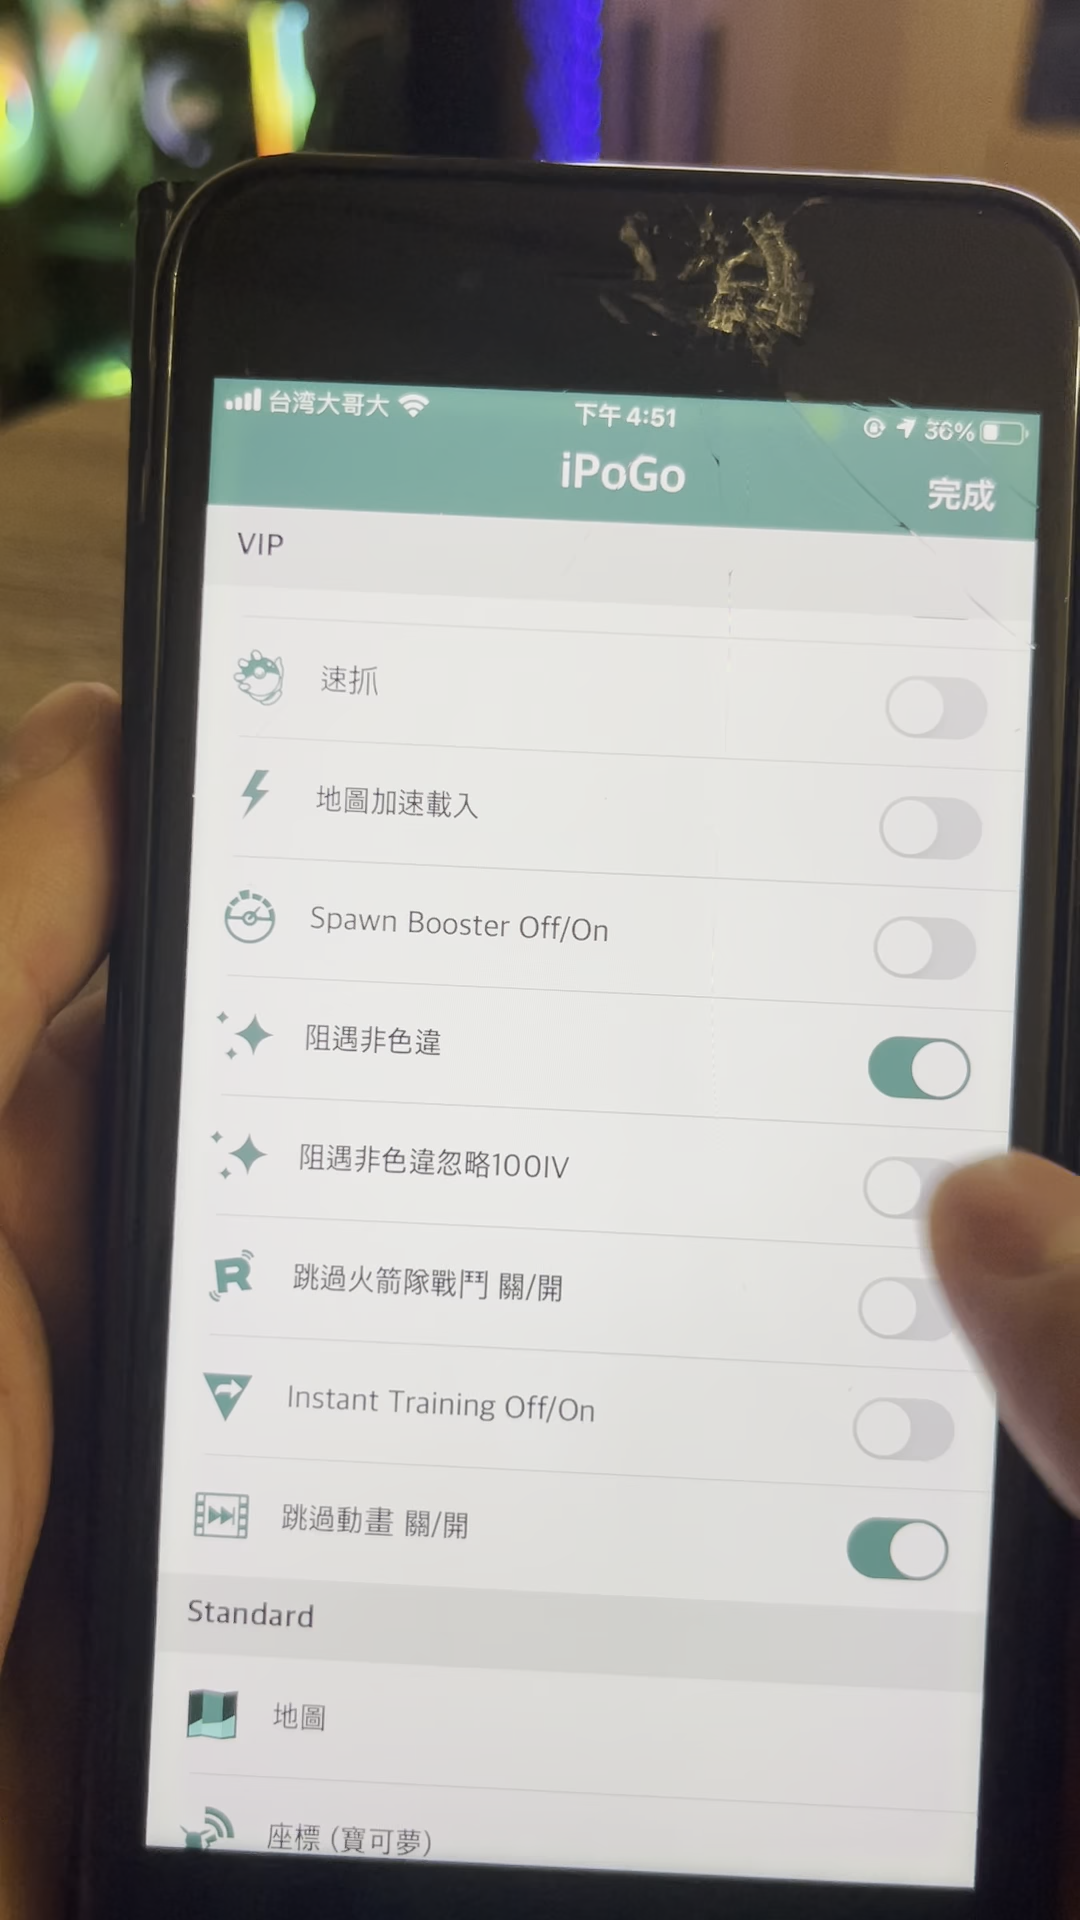 台湾大哥大
下午 4:51
36%
iPoGo
完成
VIP
速抓
地圖加速載入
Spawn Booster Off/On
阻遇非色違
阻遇非色違忽略100IV
跳過火箭隊戰鬥 關/開
Instant Training Off/On
跳過動畫 關/開
Standard
地圖
座標 (寶可夢)